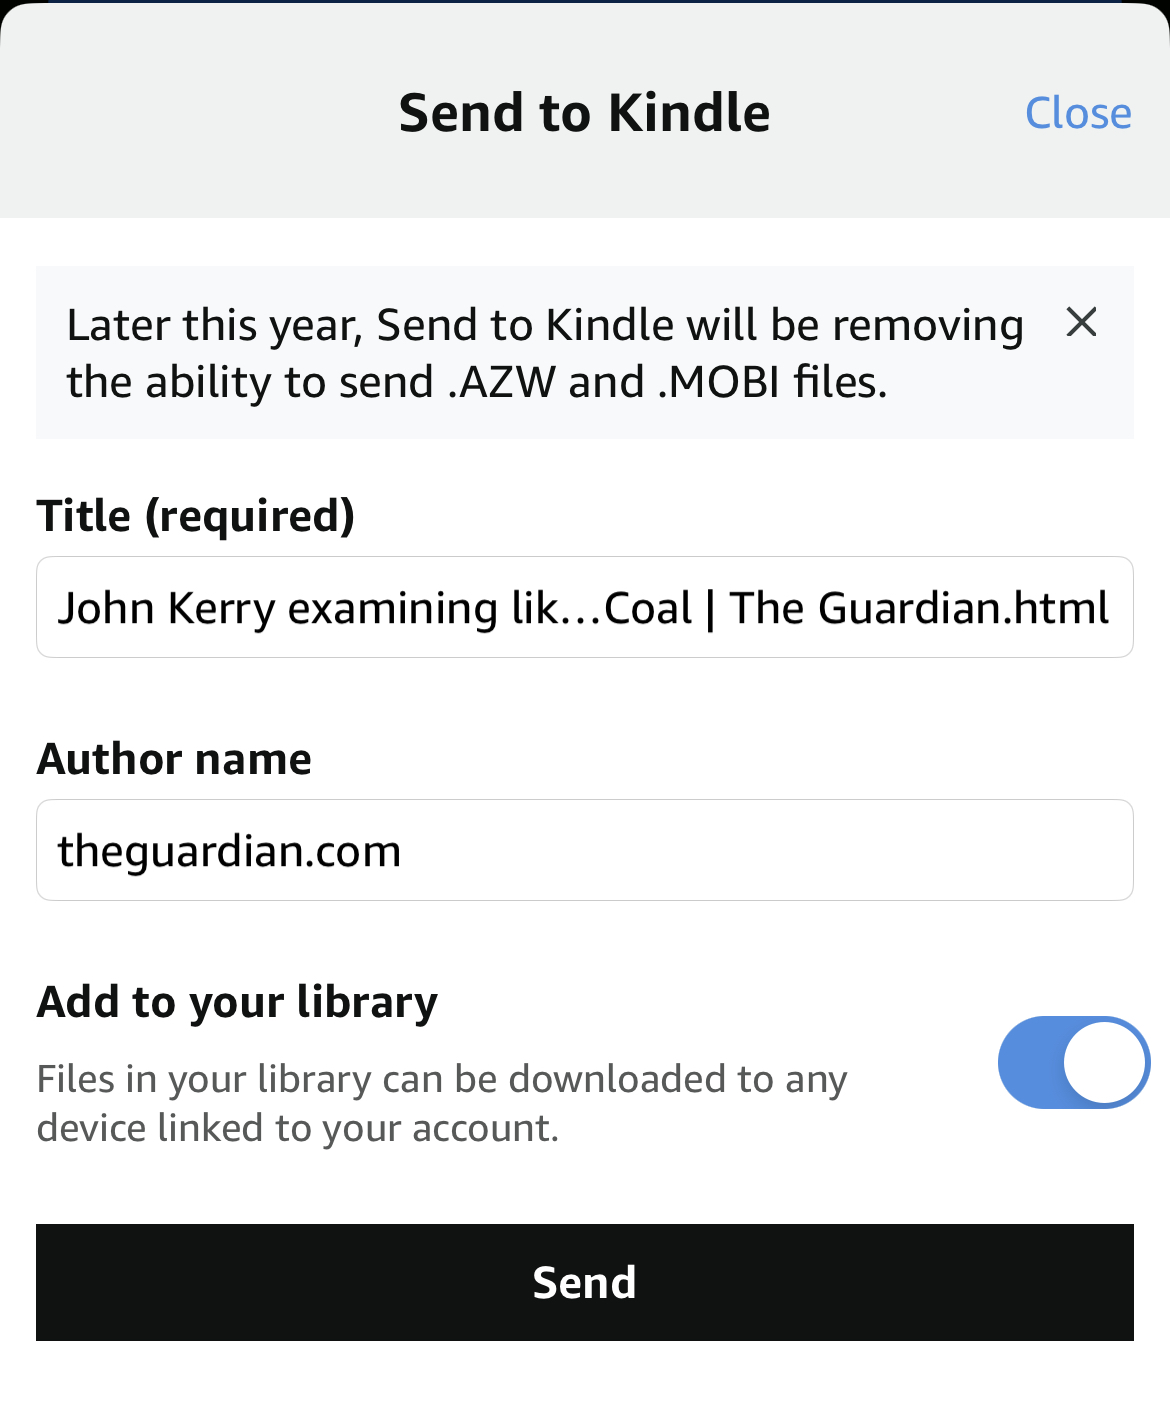 Send to Kindle
Close
Later this year, Send to Kindle will be removing
the ability to send .AZW and .MOBI files.
Title (required)
John Kerry examining lik…Coal | The Guardian.html
Author name
theguardian.com
Add to your library
Files in your library can be downloaded to any
device linked to your account.
Send